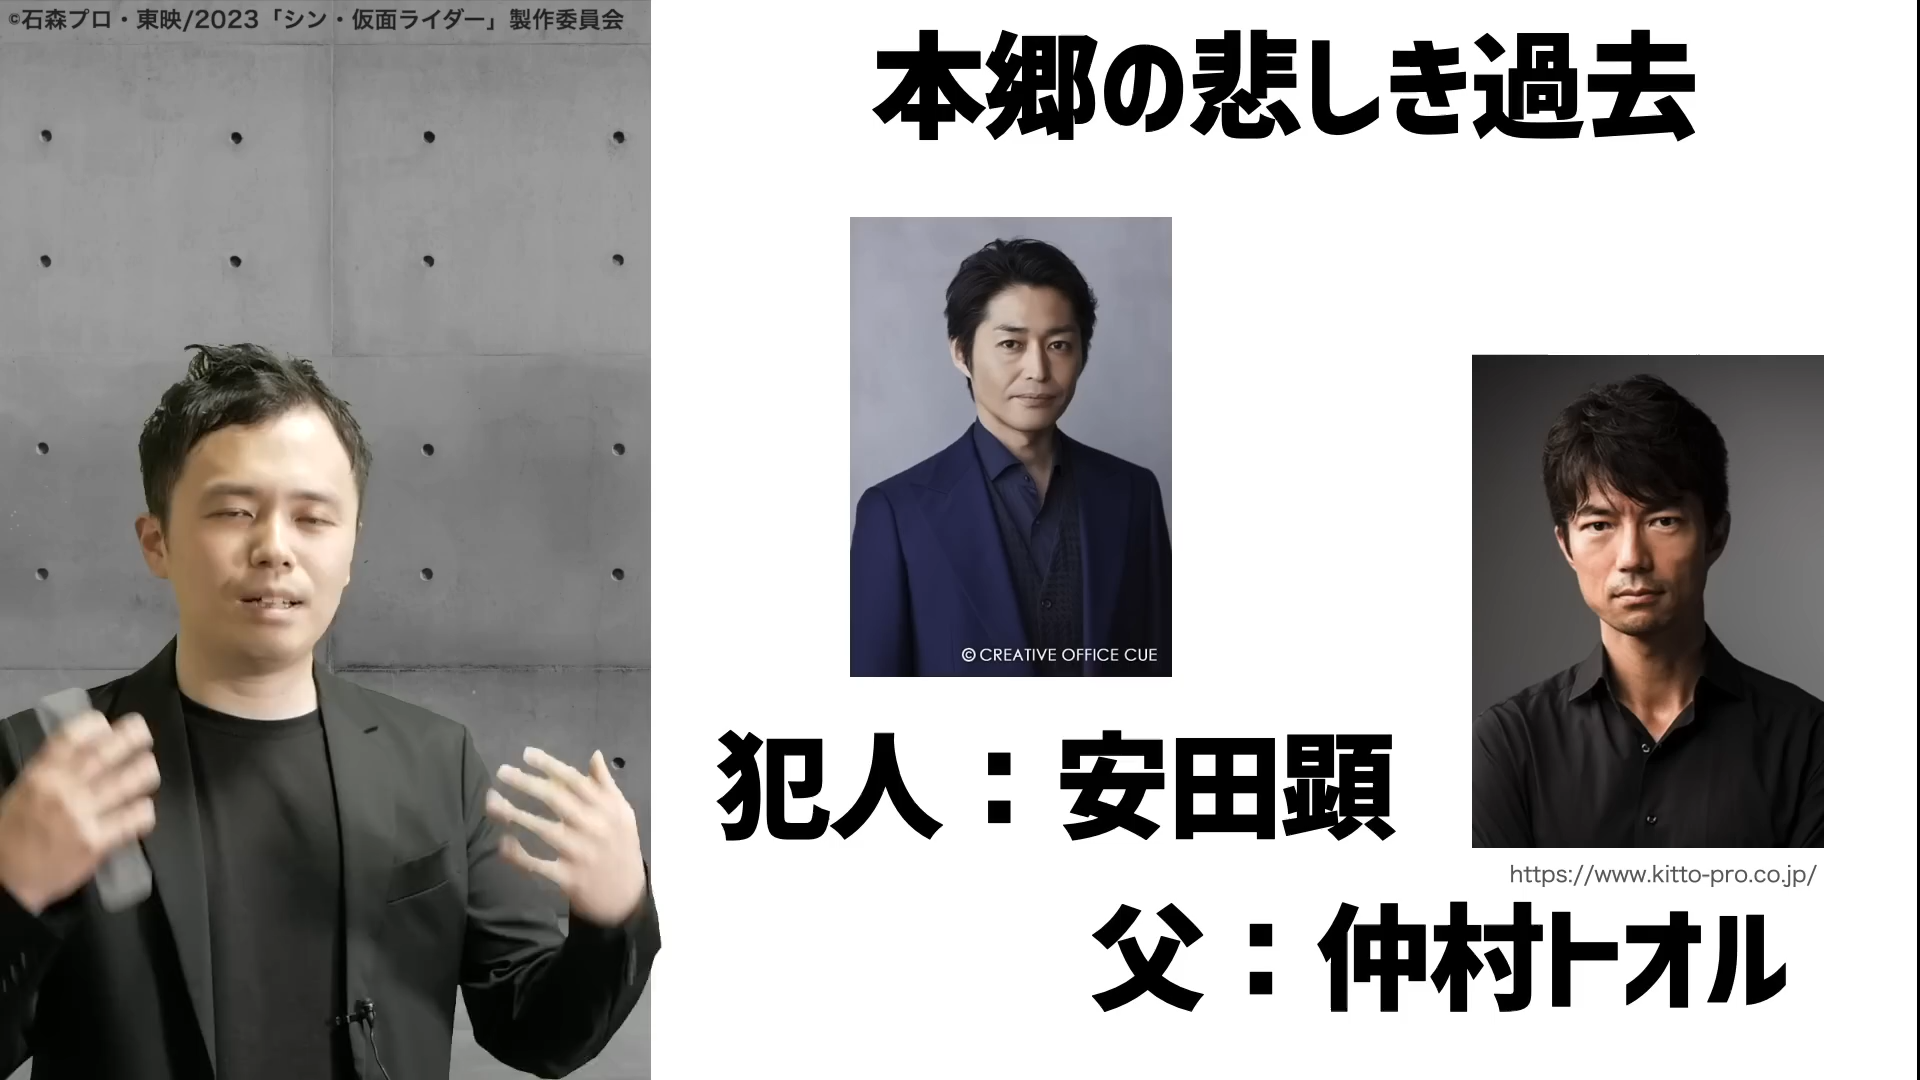 ©石森プロ・東映/2023「シン・仮面ライダー」製作委員会
本郷の悲しき過去
© CREATIVE OFFICE CUE
犯人：安田顕
https://www.kitto-pro.co.jp/
父：仲村トオル